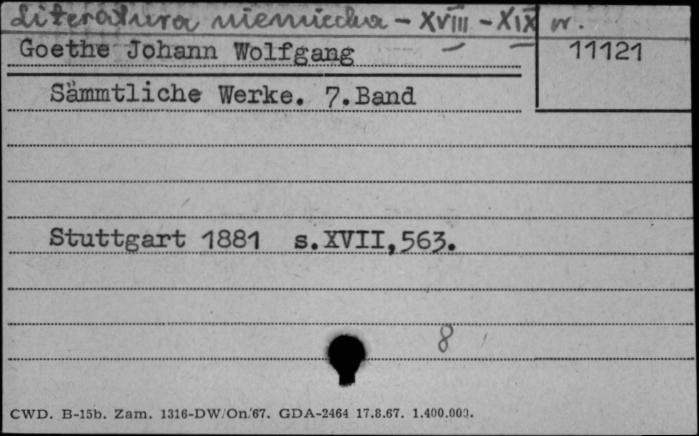 Literatura niemiecka - XVIII - XIX w.
Goethe Johann Wolfgang
11121
Sämmtliche Werke. 7.Band
Stuttgart 1881 s.XVII,563.
8
CWD. B-15b. Zam. 1316-DW/On/67. GDA-2464 17.8.67. 1.400.000.